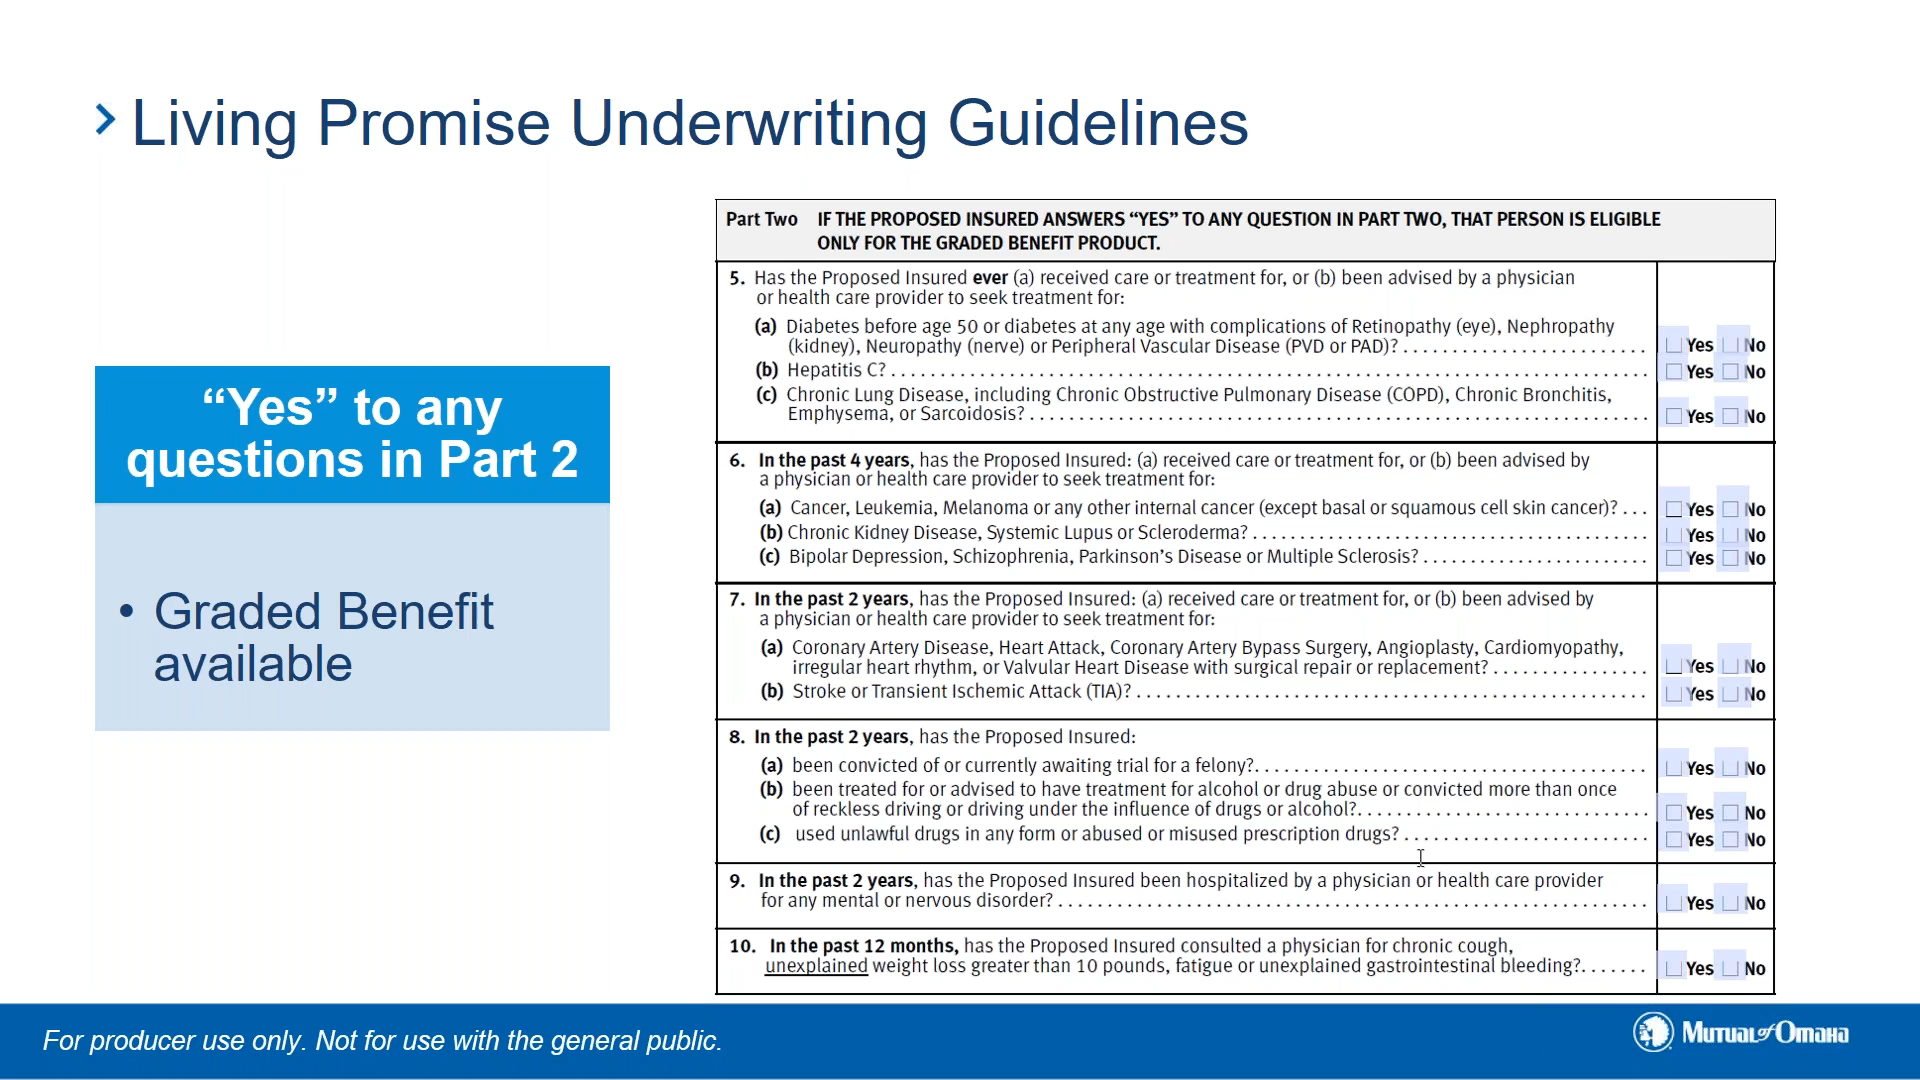 Living Promise Underwriting Guidelines
“Yes” to any
questions in Part 2
• Graded Benefit
available
Part Two IF THE PROPOSED INSURED ANSWERS “YES” TO ANY QUESTION IN PART TWO, THAT PERSON IS ELIGIBLE
ONLY FOR THE GRADED BENEFIT PRODUCT.
5. Has the Proposed Insured ever (a) received care or treatment for, or (b) been advised by a physician
or health care provider to seek treatment for:
(a) Diabetes before age 50 or diabetes at any age with complications of Retinopathy (eye), Nephropathy
(kidney), Neuropathy (nerve) or Peripheral Vascular Disease (PVD or PAD)? Yes No
(b) Hepatitis C? Yes No
(c) Chronic Lung Disease, including Chronic Obstructive Pulmonary Disease (COPD), Chronic Bronchitis,
Emphysema, or Sarcoidosis? Yes No
6. In the past 4 years, has the Proposed Insured: (a) received care or treatment for, or (b) been advised by
a physician or health care provider to seek treatment for:
(a) Cancer, Leukemia, Melanoma or any other internal cancer (except basal or squamous cell skin cancer)? Yes No
(b) Chronic Kidney Disease, Systemic Lupus or Scleroderma? Yes No
(c) Bipolar Depression, Schizophrenia, Parkinson’s Disease or Multiple Sclerosis? Yes No
7. In the past 2 years, has the Proposed Insured: (a) received care or treatment for, or (b) been advised by
a physician or health care provider to seek treatment for:
(a) Coronary Artery Disease, Heart Attack, Coronary Artery Bypass Surgery, Angioplasty, Cardiomyopathy,
irregular heart rhythm, or Valvular Heart Disease with surgical repair or replacement? Yes No
(b) Stroke or Transient Ischemic Attack (TIA)? Yes No
8. In the past 2 years, has the Proposed Insured:
(a) been convicted of or currently awaiting trial for a felony? Yes No
(b) been treated for or advised to have treatment for alcohol or drug abuse or convicted more than once
of reckless driving or driving under the influence of drugs or alcohol? Yes No
(c) used unlawful drugs in any form or abused or misused prescription drugs? Yes No
9. In the past 2 years, has the Proposed Insured been hospitalized by a physician or health care provider
for any mental or nervous disorder? Yes No
10. In the past 12 months, has the Proposed Insured consulted a physician for chronic cough,
unexplained weight loss greater than 10 pounds, fatigue or unexplained gastrointestinal bleeding? Yes No
For producer use only. Not for use with the general public.
Mutual of Omaha